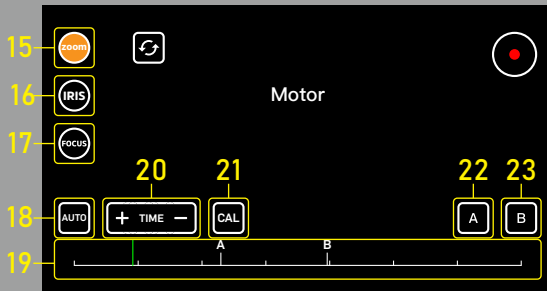 15 zoom
16 IRIS
Motor
17 FOCUS
20 21 22 23
18 AUTO + TIME − CAL A B
A B
19